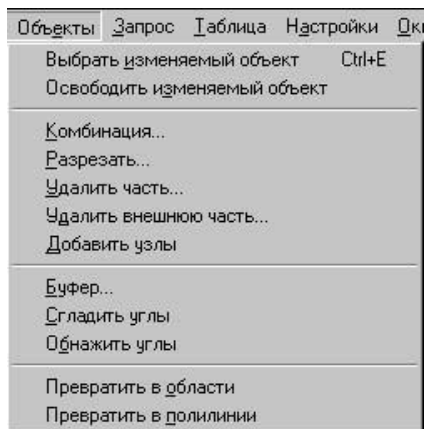 Объекты Запрос Таблица Настройки Ок
Выбрать изменяемый объект Ctrl+E
Освободить изменяемый объект
Комбинация...
Разрезать...
Удалить часть...
Удалить внешнюю часть...
Добавить узлы
Буфер...
Сгладить углы
Обнажить углы
Превратить в области
Превратить в полилинии